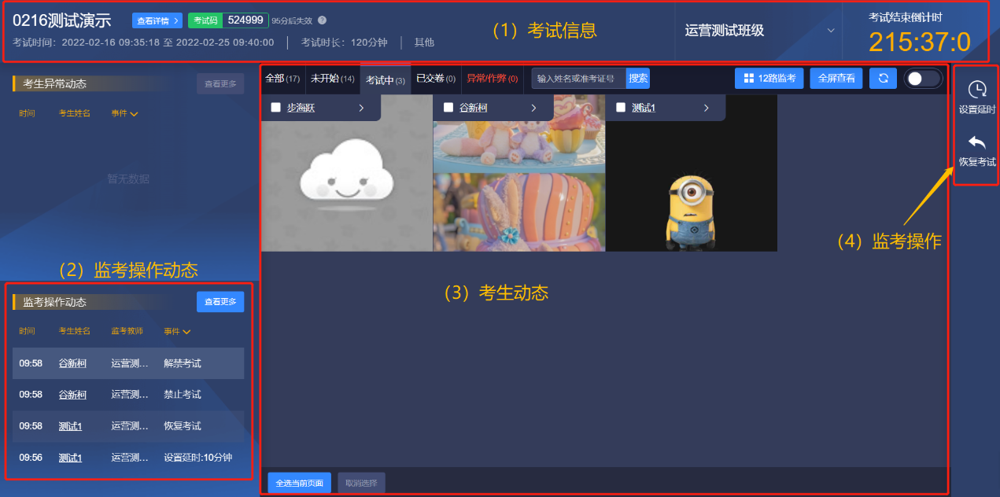 0216测试演示 查看详情 > 考试码 524999 95分后失效 ?
考试时间：2022-02-16 09:35:18 至 2022-02-25 09:40:00 | 考试时长：120分钟 | 其他
（1）考试信息
运营测试班级
考试结束倒计时
215:37:0
考生异常动态 查看更多
时间 考生姓名 事件
暂无数据
（2）监考操作动态
监考操作动态 查看更多
时间 考生姓名 监考教师 事件
09:58 谷新柯 运营测... 解禁考试
09:58 谷新柯 运营测... 禁止考试
09:58 测试1 运营测... 恢复考试
09:56 测试1 运营测... 设置延时:10分钟
全部(17) 未开始(14) 考试中(3) 已交卷(0) 异常/作弊(0) 输入姓名或准考证号 搜索 12路监考 全屏查看
步海跃 > 谷新柯 > 测试1 >
（3）考生动态
全选当前页面 取消选择
设置延时
恢复考试
（4）监考操作